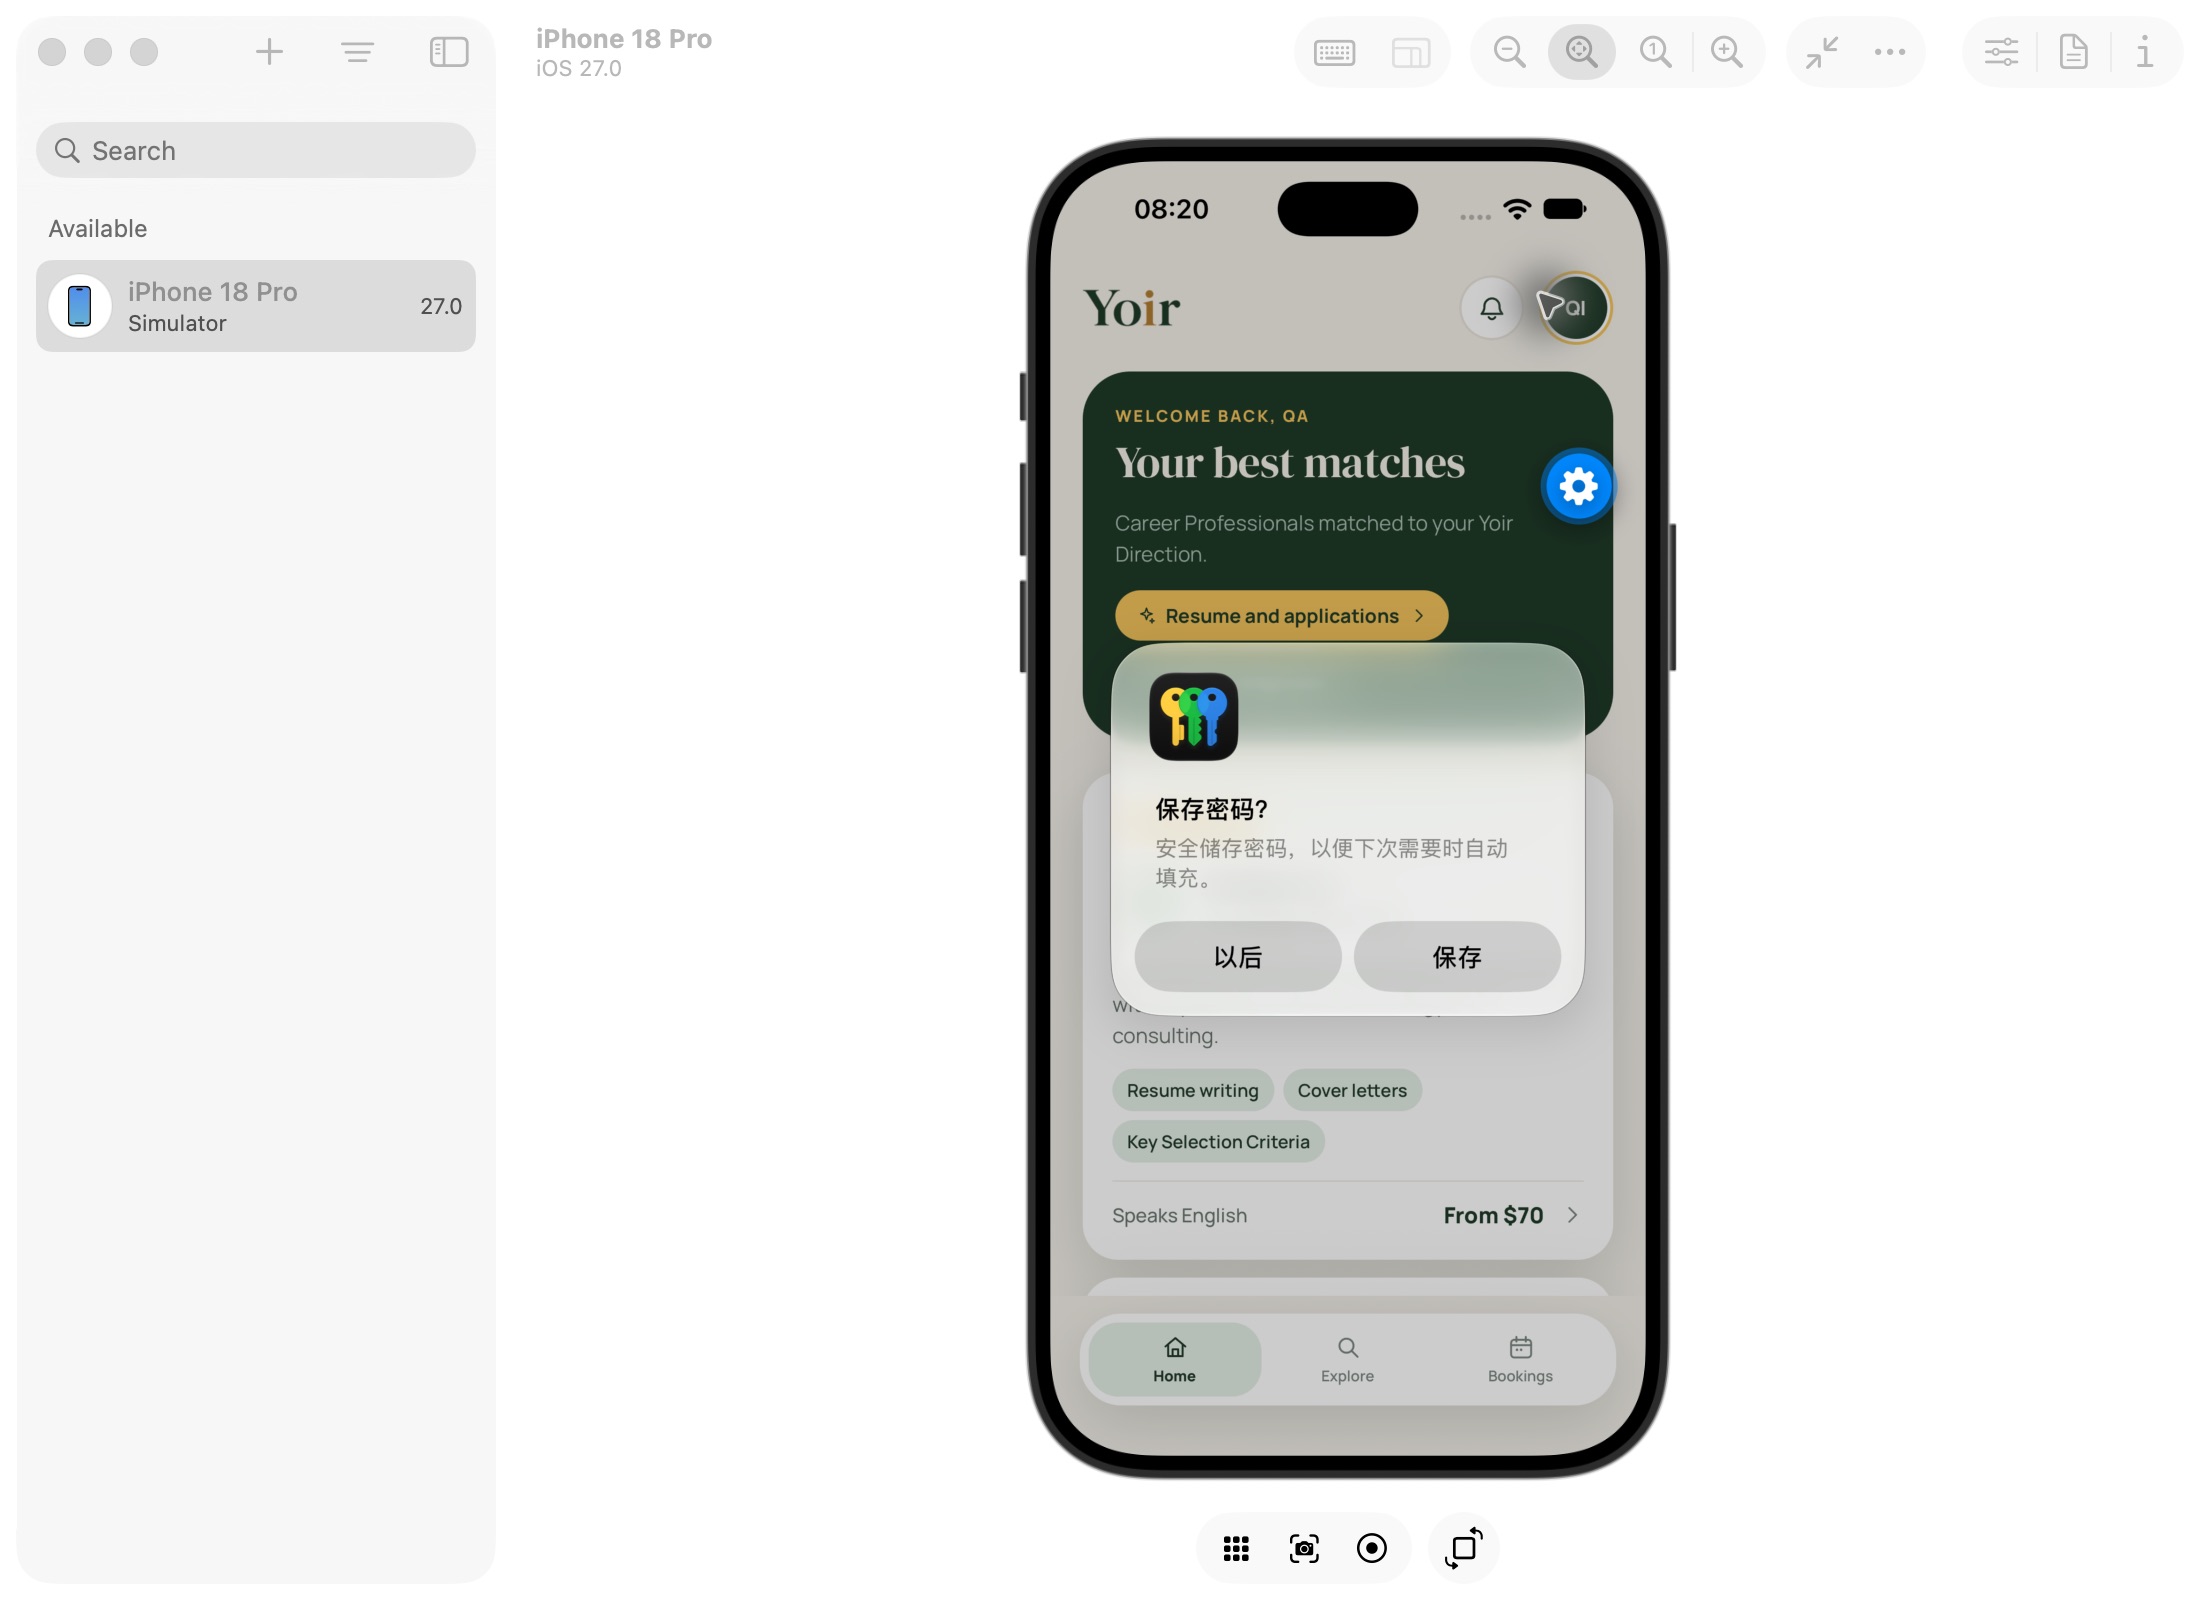 iPhone 18 Pro
iOS 27.0
Search
Available
iPhone 18 Pro
Simulator
27.0
08:20
Yoir
QI
WELCOME BACK, QA
Your best matches
Career Professionals matched to your Yoir
Direction.
Resume and applications
保存密码?
安全储存密码，以便下次需要时自动
填充。
以后
保存
consulting.
Resume writing
Cover letters
Key Selection Criteria
Speaks English
From $70
Home
Explore
Bookings